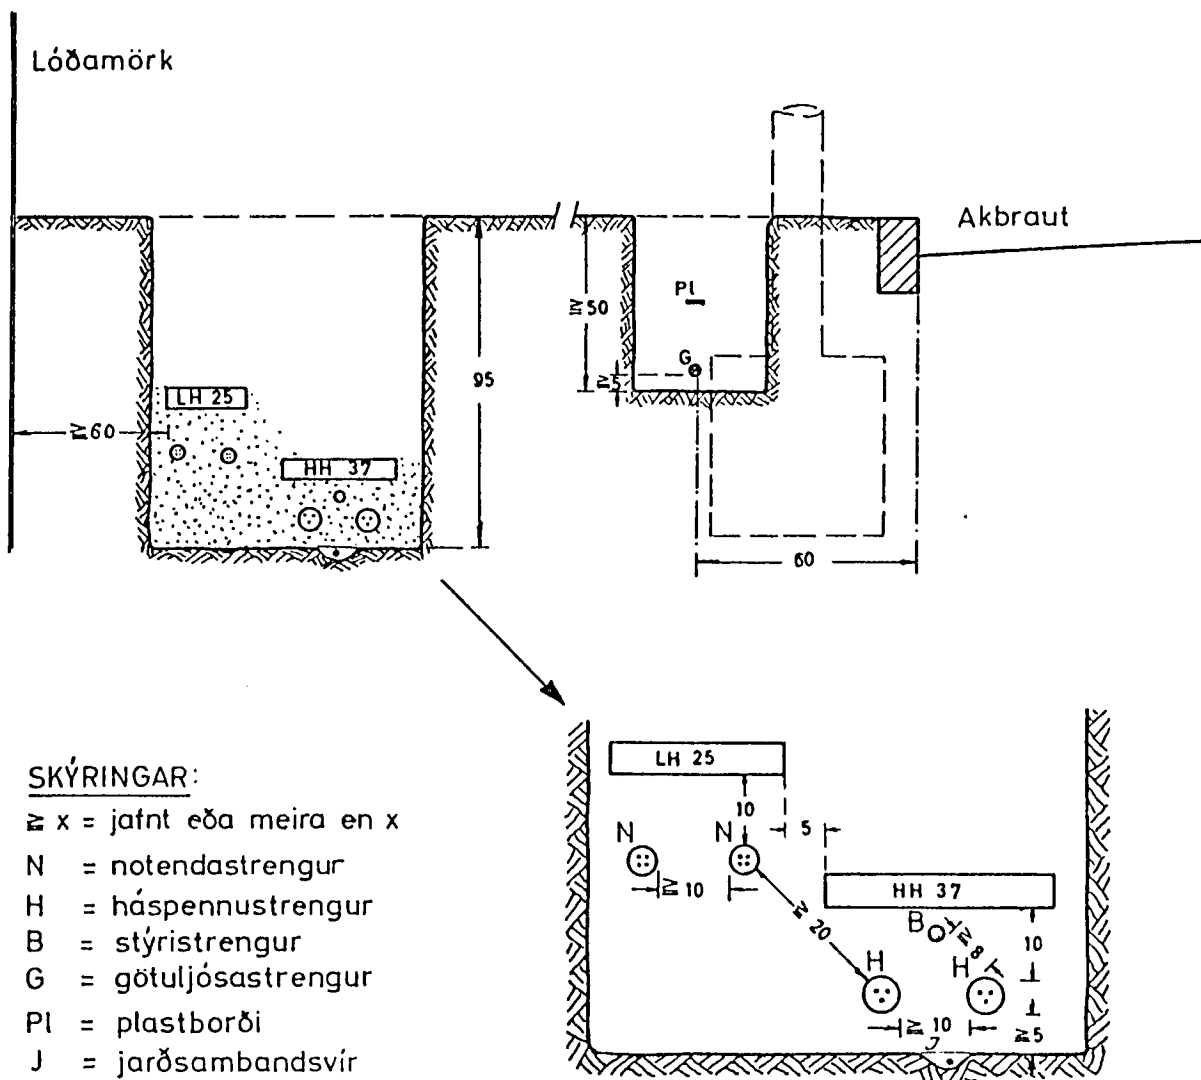 Lóðamörk
Akbraut
Pl
≧50
G
≧5
95
LH 25
≧60
HH 37
60
LH 25
10
N
N
5
≧10
HH 37
≧20
B
≧8
10
H
H
≧10
≧5
J
SKÝRINGAR:
≧ x = jafnt eða meira en x
N = notendastrengur
H = háspennustrengur
B = stýristrengur
G = götuljósastrengur
Pl = plastborði
J = jarðsambandsvír